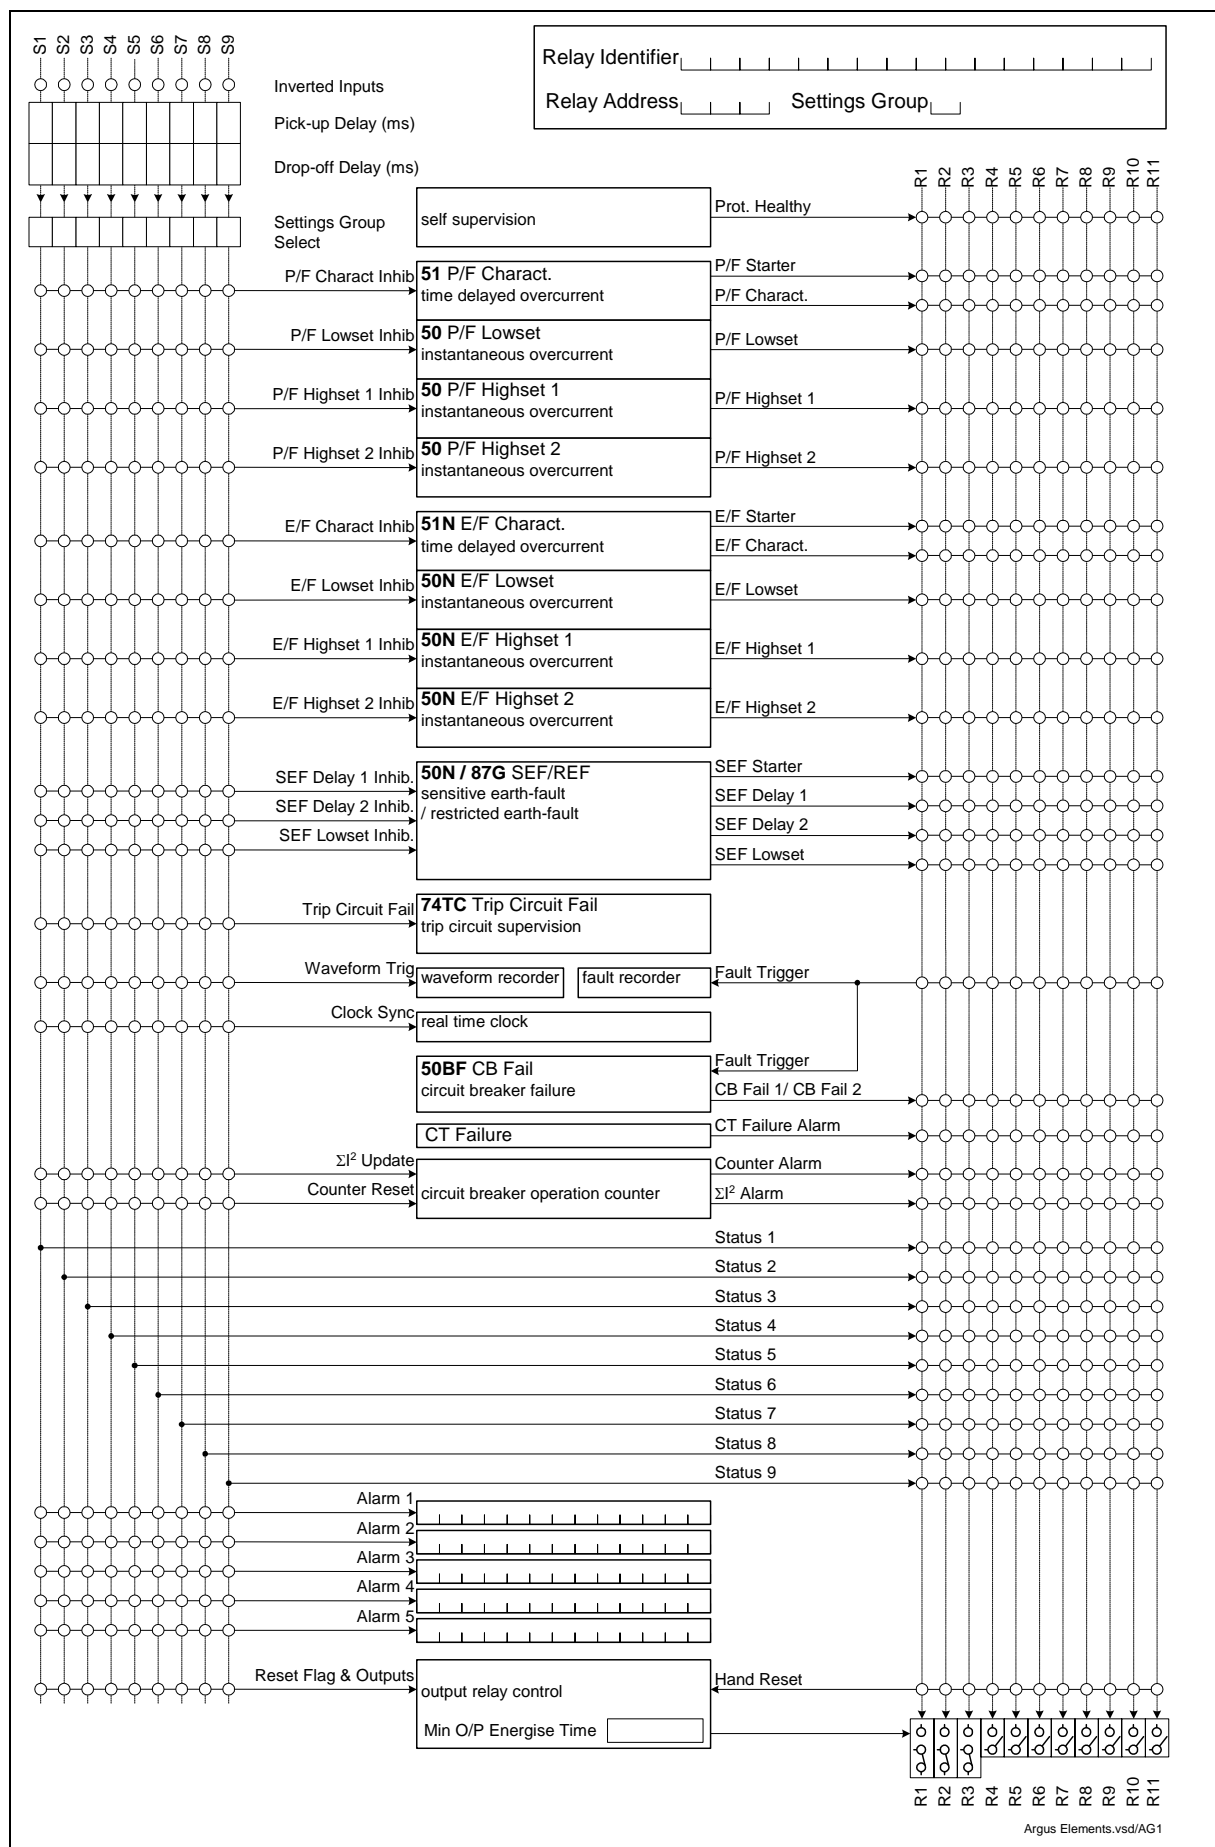 S1 S2 S3 S4 S5 S6 S7 S8 S9
Relay Identifier
Relay Address Settings Group
Inverted Inputs
Pick-up Delay (ms)
Drop-off Delay (ms)
Settings Group
Select
R1 R2 R3 R4 R5 R6 R7 R8 R9 R10 R11
self supervision
Prot. Healthy
P/F Charact Inhib
51 P/F Charact.
time delayed overcurrent
P/F Starter
P/F Charact.
P/F Lowset Inhib
50 P/F Lowset
instantaneous overcurrent
P/F Lowset
P/F Highset 1 Inhib
50 P/F Highset 1
instantaneous overcurrent
P/F Highset 1
P/F Highset 2 Inhib
50 P/F Highset 2
instantaneous overcurrent
P/F Highset 2
E/F Charact Inhib
51N E/F Charact.
time delayed overcurrent
E/F Starter
E/F Charact.
E/F Lowset Inhib
50N E/F Lowset
instantaneous overcurrent
E/F Lowset
E/F Highset 1 Inhib
50N E/F Highset 1
instantaneous overcurrent
E/F Highset 1
E/F Highset 2 Inhib
50N E/F Highset 2
instantaneous overcurrent
E/F Highset 2
SEF Delay 1 Inhib.
SEF Delay 2 Inhib.
SEF Lowset Inhib.
50N / 87G SEF/REF
sensitive earth-fault
/ restricted earth-fault
SEF Starter
SEF Delay 1
SEF Delay 2
SEF Lowset
Trip Circuit Fail
74TC Trip Circuit Fail
trip circuit supervision
Waveform Trig
waveform recorder
fault recorder
Fault Trigger
Clock Sync
real time clock
50BF CB Fail
circuit breaker failure
Fault Trigger
CB Fail 1/ CB Fail 2
CT Failure
CT Failure Alarm
ΣI² Update
Counter Reset
circuit breaker operation counter
Counter Alarm
ΣI² Alarm
Status 1
Status 2
Status 3
Status 4
Status 5
Status 6
Status 7
Status 8
Status 9
Alarm 1
Alarm 2
Alarm 3
Alarm 4
Alarm 5
Reset Flag & Outputs
output relay control
Hand Reset
Min O/P Energise Time
R1 R2 R3 R4 R5 R6 R7 R8 R9 R10 R11
Argus Elements.vsd/AG1